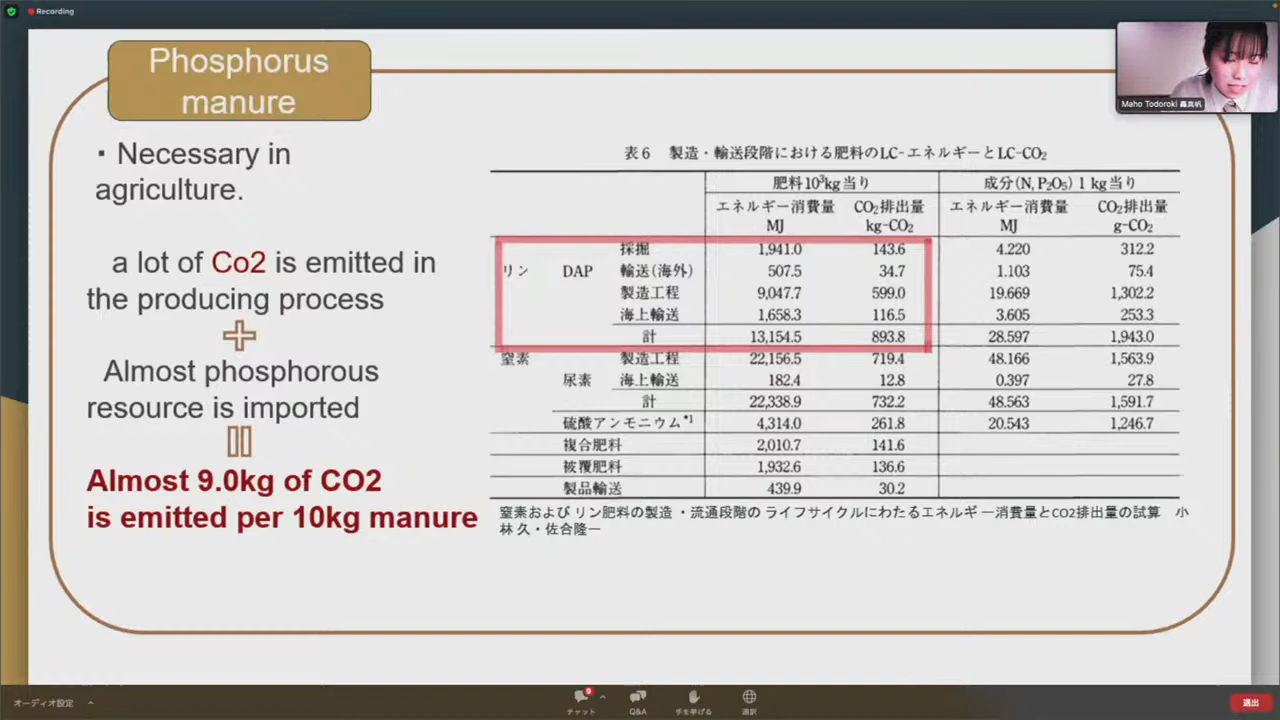 Recording
Phosphorus
manure
・Necessary in
agriculture.
a lot of Co2 is emitted in
the producing process
Almost phosphorous
resource is imported
Almost 9.0kg of CO2
is emitted per 10kg manure
表6 製造・輸送段階における肥料のLC-エネルギーとLC-CO₂
肥料10³kg当り 成分(N, P₂O₅) 1 kg当り
エネルギー消費量 CO₂排出量 エネルギー消費量 CO₂排出量
MJ kg-CO₂ MJ g-CO₂
採掘 1,941.0 143.6 4.220 312.2
リン DAP 輸送(海外) 507.5 34.7 1.103 75.4
製造工程 9,047.7 599.0 19.669 1,302.2
海上輸送 1,658.3 116.5 3.605 253.3
計 13,154.5 893.8 28.597 1,943.0
窒素 製造工程 22,156.5 719.4 48.166 1,563.9
尿素 海上輸送 182.4 12.8 0.397 27.8
計 22,338.9 732.2 48.563 1,591.7
硫酸アンモニウム*1 4,314.0 261.8 20.543 1,246.7
複合肥料 2,010.7 141.6
被覆肥料 1,932.6 136.6
製品輸送 439.9 30.2
窒素および リン肥料の製造 ・流通段階の ライフサイクルにわたるエネルギ ー消費量とCO2排出量の試算 小
林 久・佐合隆一
Maho Todoroki 轟真帆
オーディオ設定
9
チャット
Q&A
手を挙げる
通訳
退出